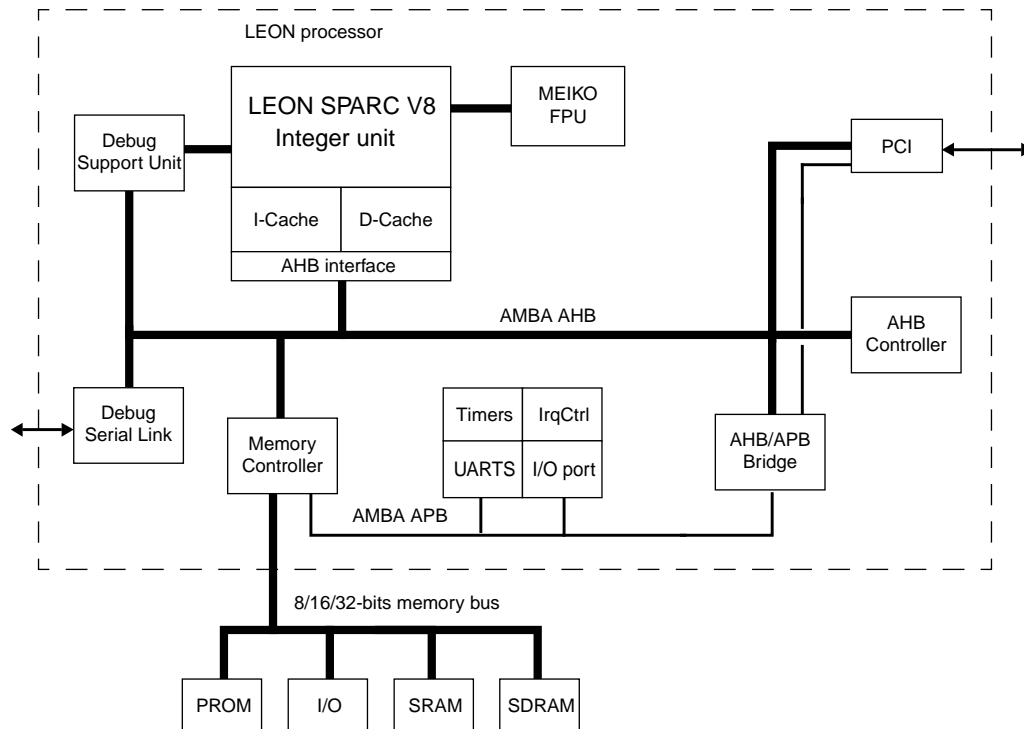 LEON processor
LEON SPARC V8
Integer unit
MEIKO
FPU
Debug
Support Unit
PCI
I-Cache
D-Cache
AHB interface
AMBA AHB
AHB
Controller
Debug
Serial Link
Memory
Controller
Timers
IrqCtrl
UARTS
I/O port
AHB/APB
Bridge
AMBA APB
8/16/32-bits memory bus
PROM
I/O
SRAM
SDRAM